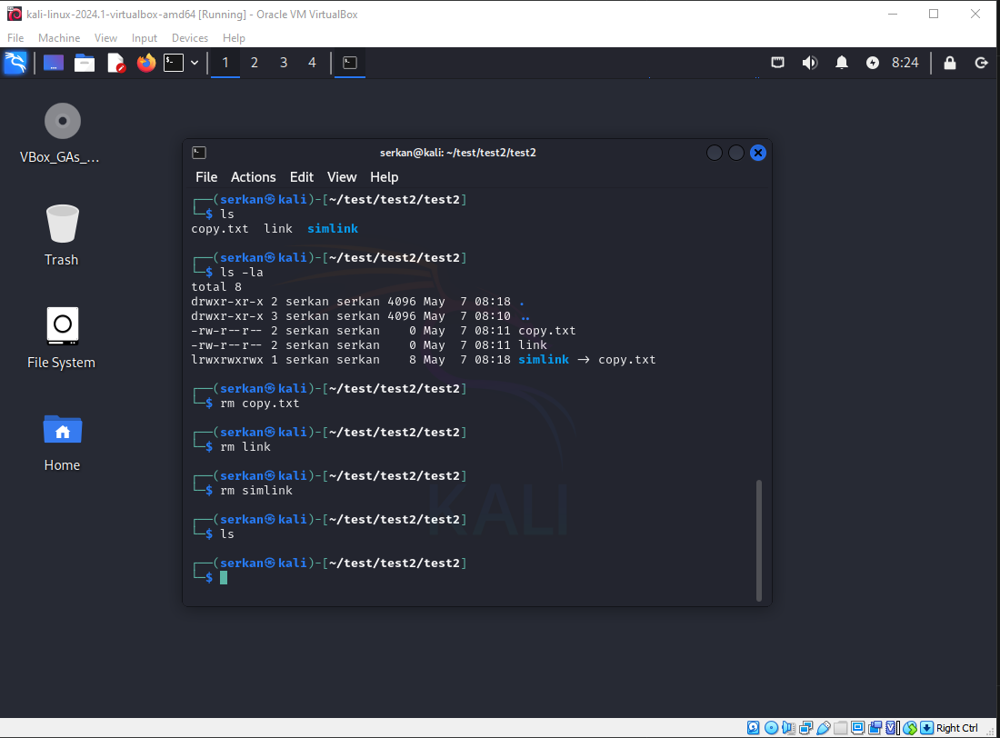 kali-linux-2024.1-virtualbox-amd64 [Running] - Oracle VM VirtualBox
File Machine View Input Devices Help
1 2 3 4 8:24
VBox_GAs_...
Trash
File System
Home
serkan@kali: ~/test/test2/test2
File Actions Edit View Help
┌──(serkan㉿kali)-[~/test/test2/test2]
└─$ ls
copy.txt  link  simlink
┌──(serkan㉿kali)-[~/test/test2/test2]
└─$ ls -la
total 8
drwxr-xr-x 2 serkan serkan 4096 May  7 08:18 .
drwxr-xr-x 3 serkan serkan 4096 May  7 08:10 ..
-rw-r--r-- 2 serkan serkan    0 May  7 08:11 copy.txt
-rw-r--r-- 2 serkan serkan    0 May  7 08:11 link
lrwxrwxrwx 1 serkan serkan    8 May  7 08:18 simlink → copy.txt
┌──(serkan㉿kali)-[~/test/test2/test2]
└─$ rm copy.txt
┌──(serkan㉿kali)-[~/test/test2/test2]
└─$ rm link
┌──(serkan㉿kali)-[~/test/test2/test2]
└─$ rm simlink
┌──(serkan㉿kali)-[~/test/test2/test2]
└─$ ls
┌──(serkan㉿kali)-[~/test/test2/test2]
└─$
KALI
Right Ctrl